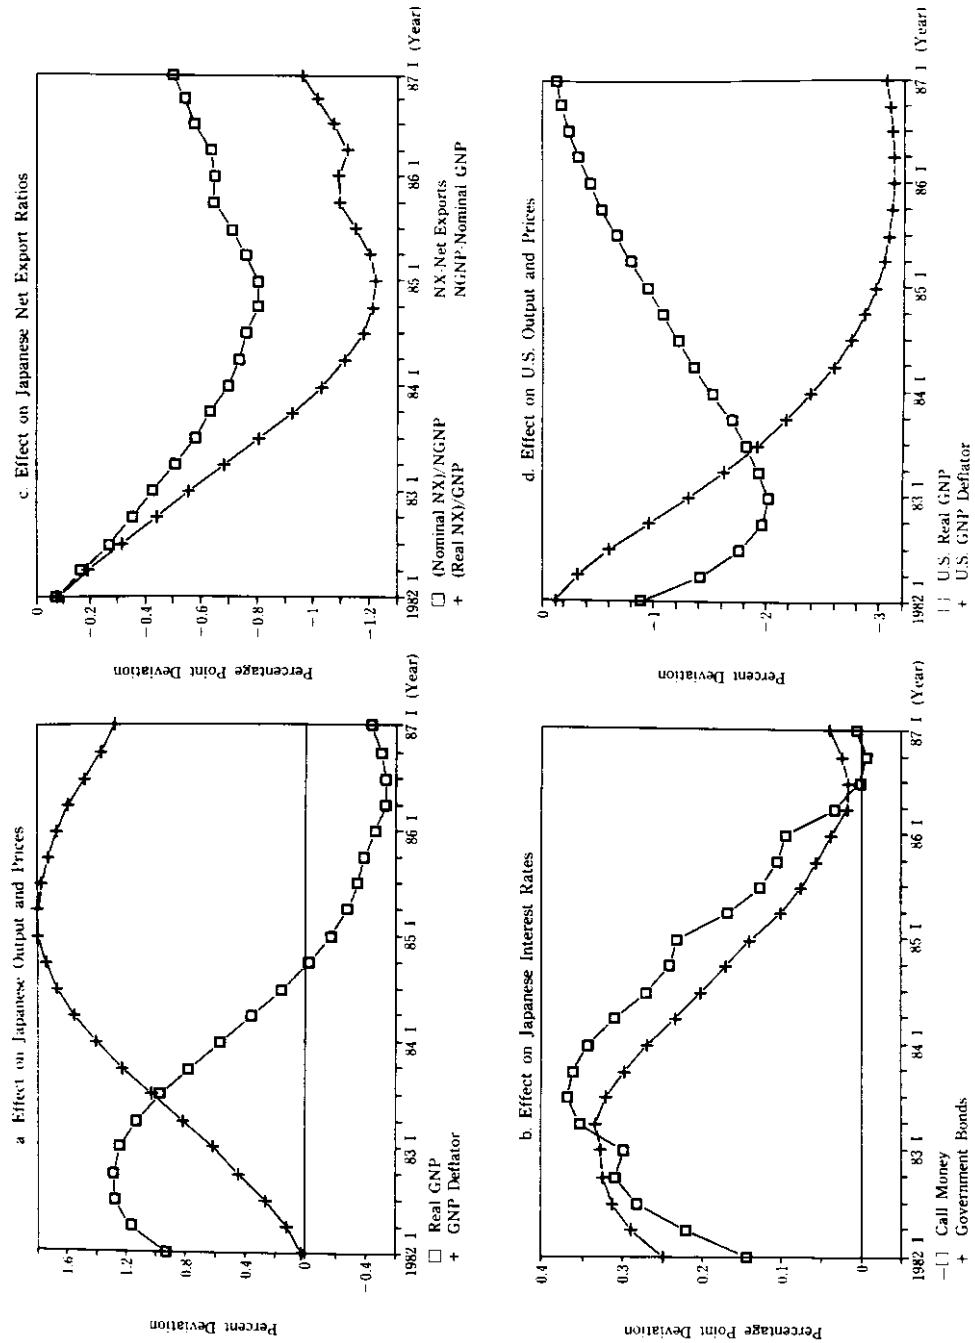 a Effect on Japanese Output and Prices
Percent Deviation
1.6
1.2
0.8
0.4
0
-0.4
1982 I 83 I 84 I 85 I 86 I 87 I (Year)
□ Real GNP
+ GNP Deflator
b. Effect on Japanese Interest Rates
Percentage Point Deviation
0.4
0.3
0.2
0.1
0
1982 I 83 I 84 I 85 I 86 I 87 I (Year)
-[] Call Money
+ Government Bonds
c. Effect on Japanese Net Export Ratios
Percentage Point Deviation
0
-0.2
-0.4
-0.6
-0.8
-1
-1.2
1982 I 83 I 84 I 85 I 86 I 87 I (Year)
□ (Nominal NX)/NGNP
+ (Real NX)/GNP
NX-Net Exports
NGNP-Nominal GNP
d. Effect on U.S. Output and Prices
Percent Deviation
0
-1
-2
-3
1982 I 83 I 84 I 85 I 86 I 87 I (Year)
[] U.S. Real GNP
+ U.S. GNP Deflator